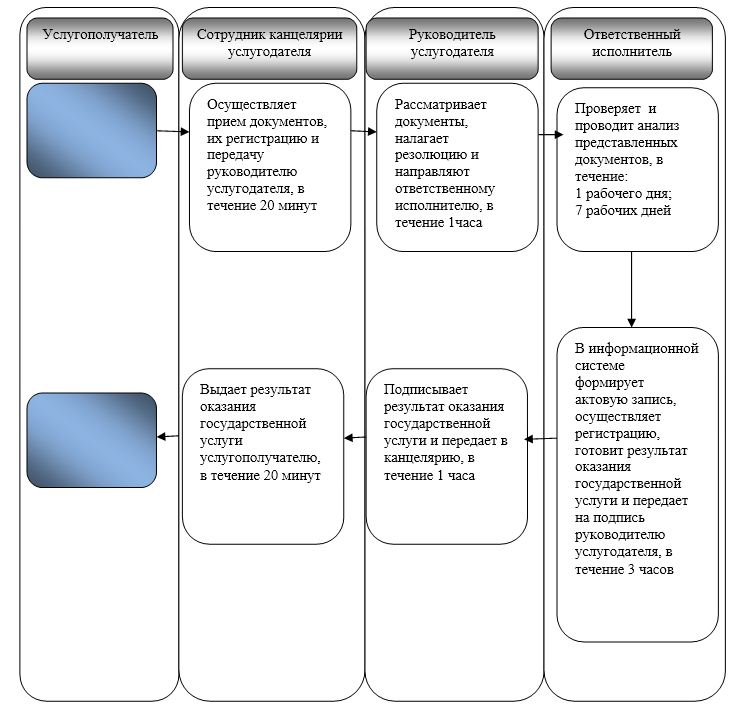 Услугополучатель
Сотрудник канцелярии
услугодателя
Руководитель
услугодателя
Ответственный
исполнитель
Осуществляет
прием документов,
их регистрацию и
передачу
руководителю
услугодателя, в
течение 20 минут
Рассматривает
документы,
налагает
резолюцию и
направляют
ответственному
исполнителю, в
течение 1часа
Проверяет и
проводит анализ
представленных
документов, в
течение:
1 рабочего дня;
7 рабочих дней
В информационной
системе
формирует
актовую запись,
осуществляет
регистрацию,
готовит результат
оказания
государственной
услуги и передает
на подпись
руководителю
услугодателя, в
течение 3 часов
Подписывает
результат оказания
государственной
услуги и передает в
канцелярию, в
течение 1 часа
Выдает результат
оказания
государственной
услуги
услугополучателю,
в течение 20 минут